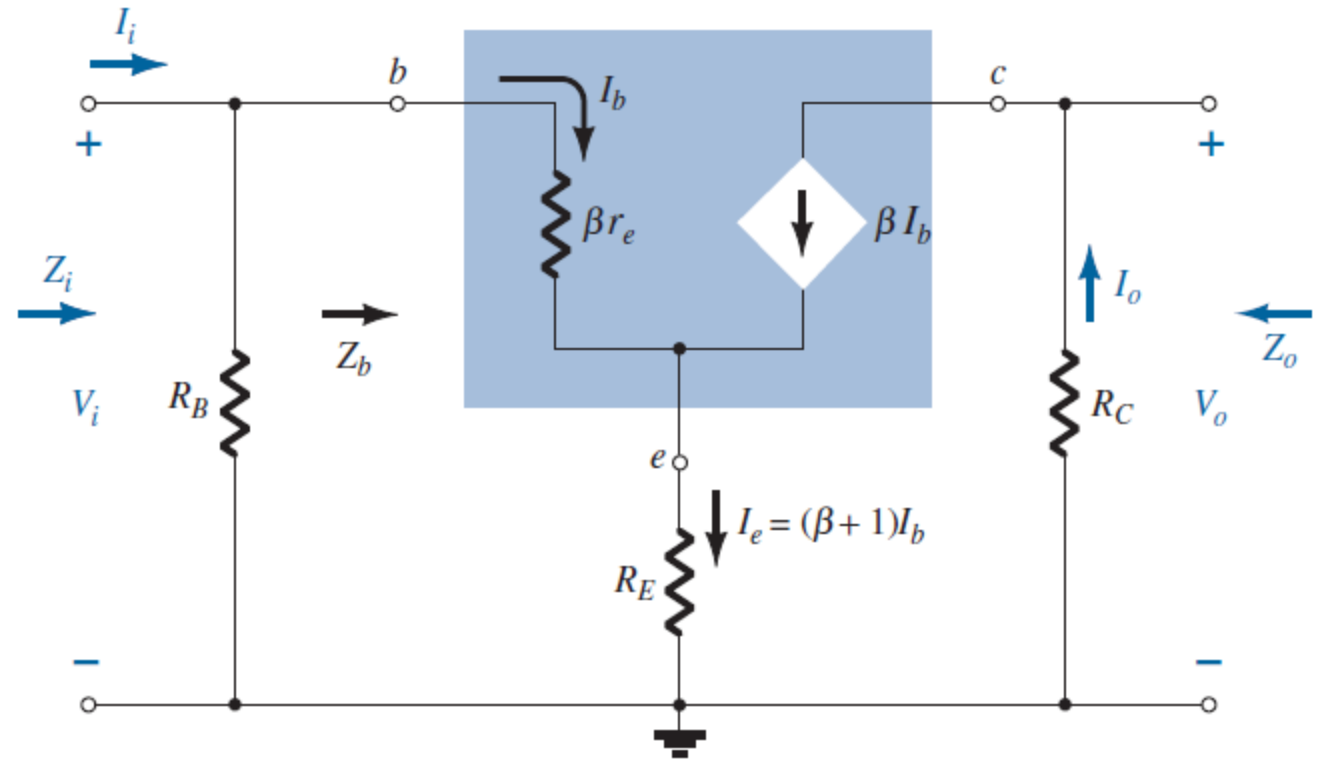 I_i
b
I_b
c
+
+
βr_e
βI_b
Z_i
I_o
Z_b
Z_o
V_i
R_B
R_C
V_o
e
I_e = (β + 1)I_b
R_E
−
−